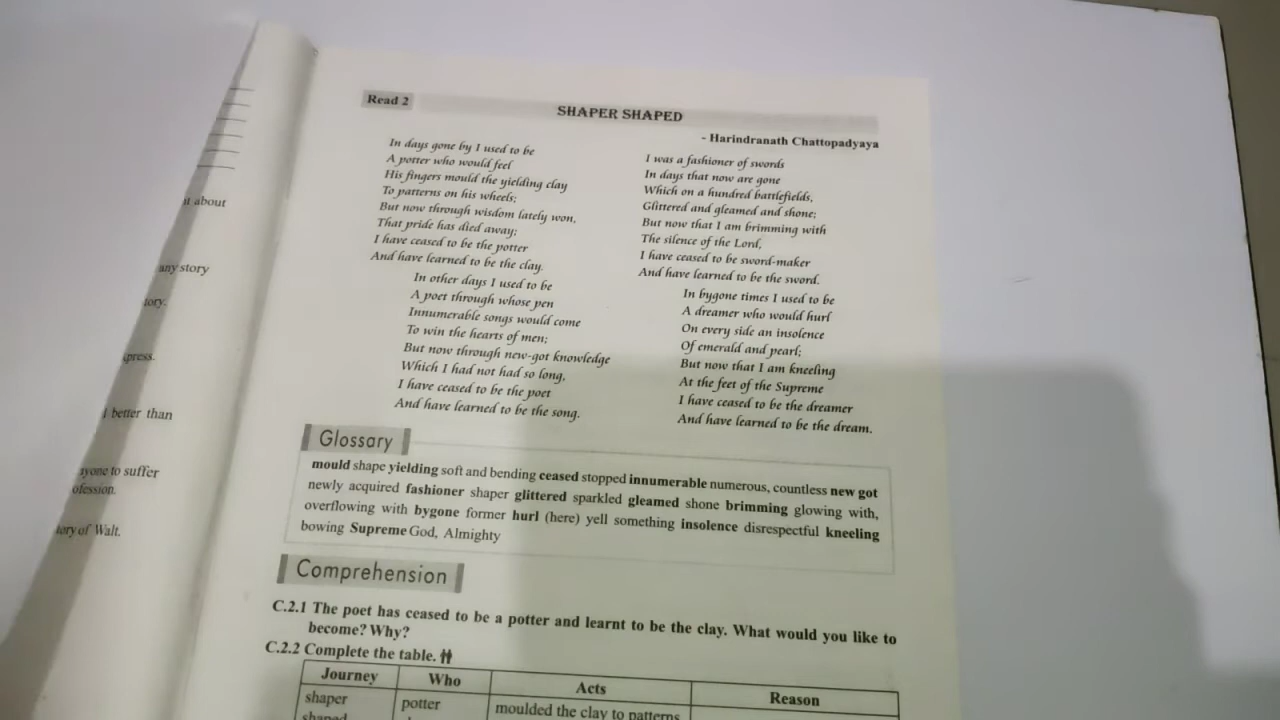 t about
any story
tory.
xpress.
d better than
nyone to suffer
ofession.
tory of Walt.
Read 2
SHAPER SHAPED
- Harindranath Chattopadyaya
In days gone by I used to be
A potter who would feel
His fingers mould the yielding clay
To patterns on his wheels;
But now through wisdom lately won,
That pride has died away;
I have ceased to be the potter
And have learned to be the clay.
In other days I used to be
A poet through whose pen
Innumerable songs would come
To win the hearts of men;
But now through new-got knowledge
Which I had not had so long,
I have ceased to be the poet
And have learned to be the song.
I was a fashioner of swords
In days that now are gone
Which on a hundred battlefields,
Glittered and gleamed and shone;
But now that I am brimming with
The silence of the Lord,
I have ceased to be sword-maker
And have learned to be the sword.
In bygone times I used to be
A dreamer who would hurl
On every side an insolence
Of emerald and pearl;
But now that I am kneeling
At the feet of the Supreme
I have ceased to be the dreamer
And have learned to be the dream.
Glossary
mould shape yielding soft and bending ceased stopped innumerable numerous, countless new got
newly acquired fashioner shaper glittered sparkled gleamed shone brimming glowing with,
overflowing with bygone former hurl (here) yell something insolence disrespectful kneeling
bowing Supreme God, Almighty
Comprehension
C.2.1 The poet has ceased to be a potter and learnt to be the clay. What would you like to
become? Why?
C.2.2 Complete the table.
Journey Who Acts Reason
shaper potter moulded the clay to patterns
shaped